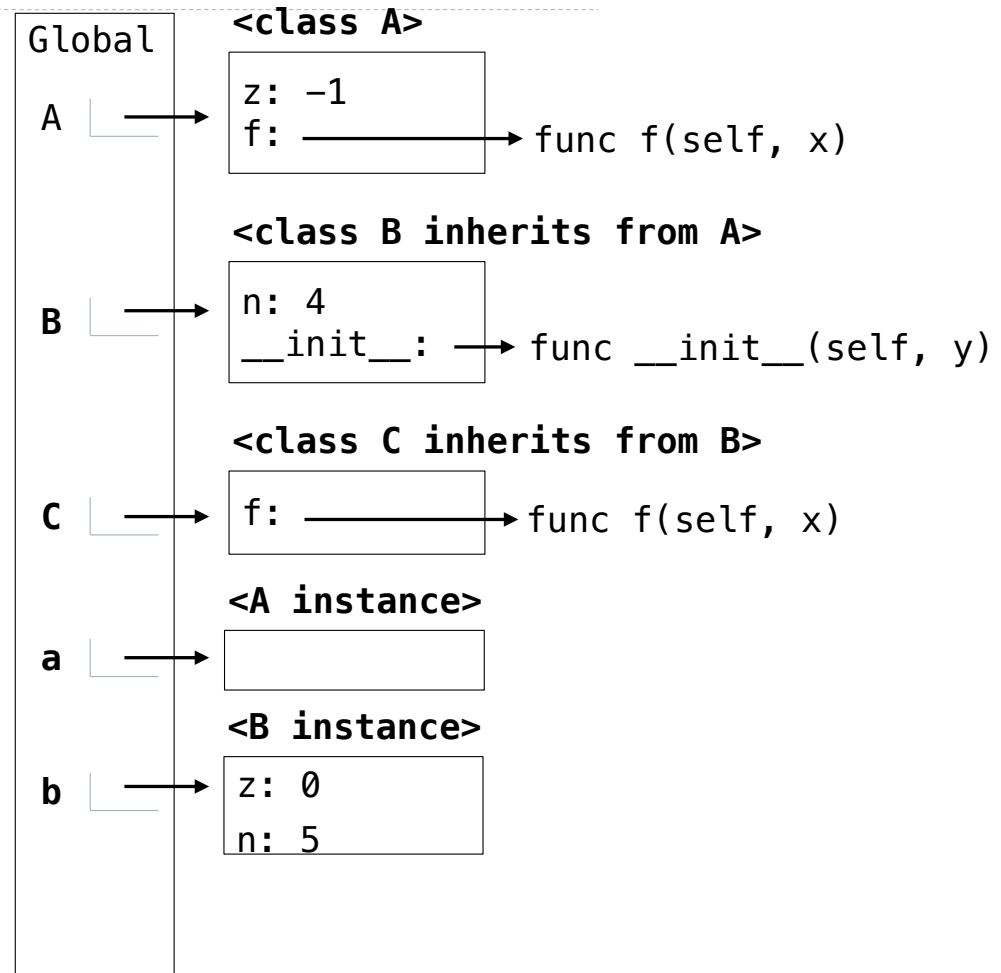 Global
<class A>
A
z: −1
f:
func f(self, x)
<class B inherits from A>
B
n: 4
__init__:
func __init__(self, y)
<class C inherits from B>
C
f:
func f(self, x)
<A instance>
a
<B instance>
b
z: 0
n: 5